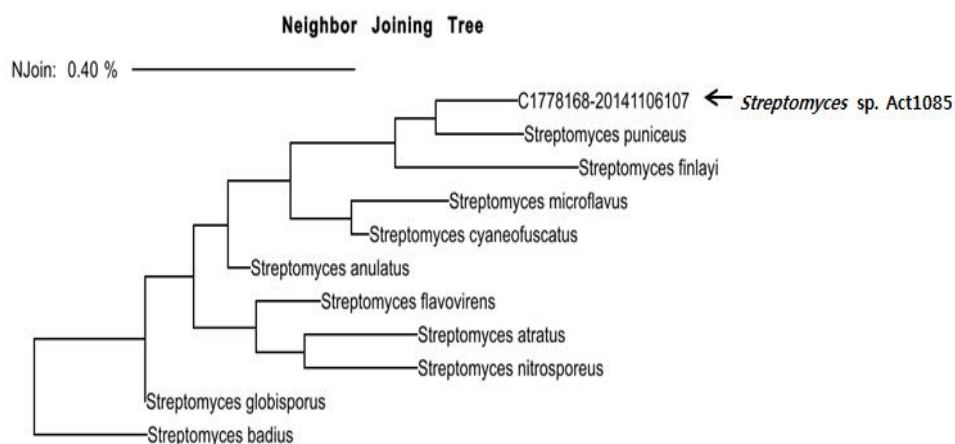 Neighbor Joining Tree
NJoin: 0.40 %
C1778168-20141106107
Streptomyces sp. Act1085
Streptomyces puniceus
Streptomyces finlayi
Streptomyces microflavus
Streptomyces cyaneofuscatus
Streptomyces anulatus
Streptomyces flavovirens
Streptomyces atratus
Streptomyces nitrosporeus
Streptomyces globisporus
Streptomyces badius